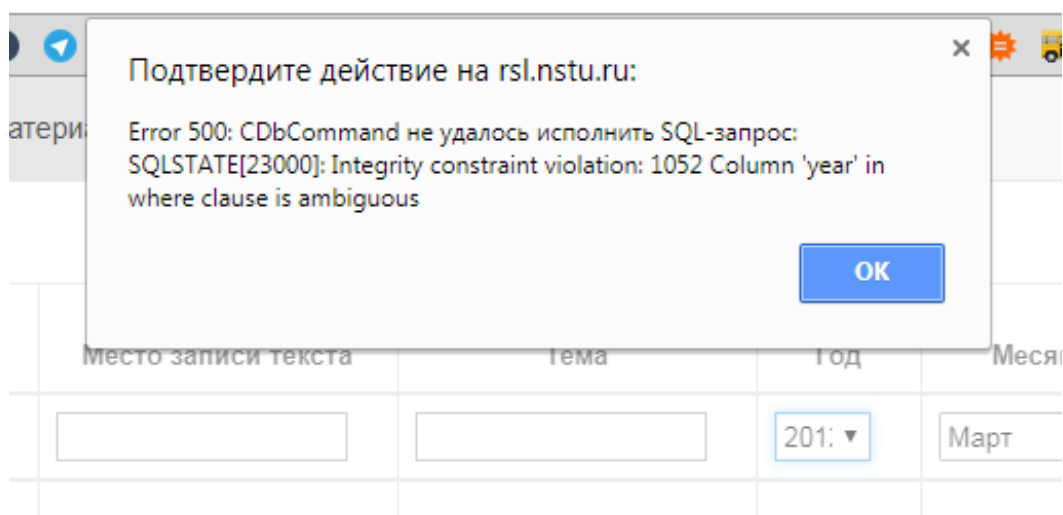 Подтвердите действие на rsl.nstu.ru:
Error 500: CDbCommand не удалось исполнить SQL-запрос:
SQLSTATE[23000]: Integrity constraint violation: 1052 Column 'year' in
where clause is ambiguous
OK
Место записи текста Тема Год
Март